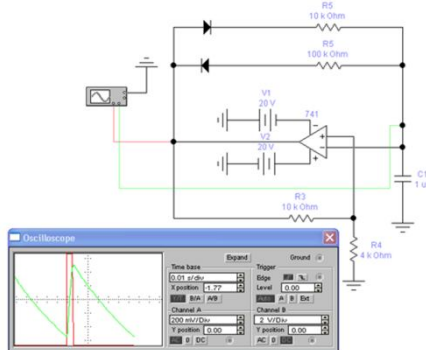 R5
10 k Ohm
R5
100 k Ohm
V1
20 V
741
V2
20 V
C1
1 u
R3
10 k Ohm
R4
4 k Ohm
Oscilloscope
Expand
Ground
Time base
0.01 s/div
X position -1.77
B/A A/B
Trigger
Edge
Level 0.00
A B Ext
Channel A
200 mV/Div
Y position 0.00
AC 0 DC
Channel B
2 V/Div
Y position 0.00
AC 0